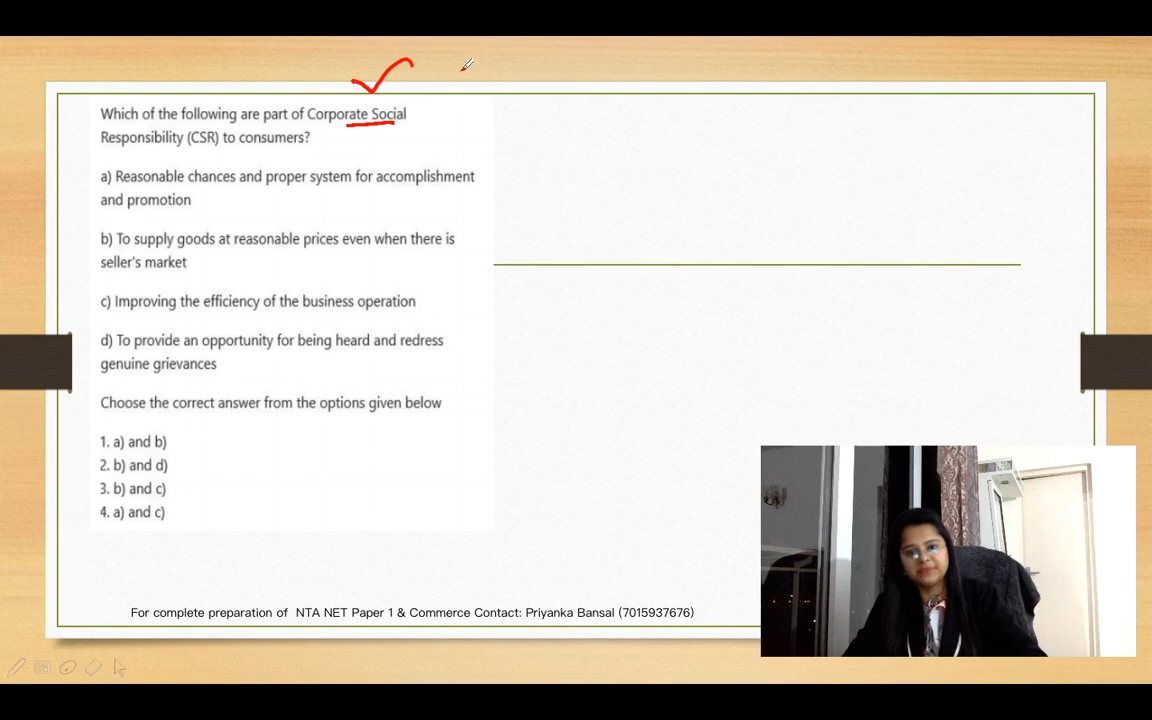 Which of the following are part of Corporate Social
Responsibility (CSR) to consumers?
a) Reasonable chances and proper system for accomplishment
and promotion
b) To supply goods at reasonable prices even when there is
seller's market
c) Improving the efficiency of the business operation
d) To provide an opportunity for being heard and redress
genuine grievances
Choose the correct answer from the options given below
1. a) and b)
2. b) and d)
3. b) and c)
4. a) and c)
For complete preparation of NTA NET Paper 1 & Commerce Contact: Priyanka Bansal (7015937676)